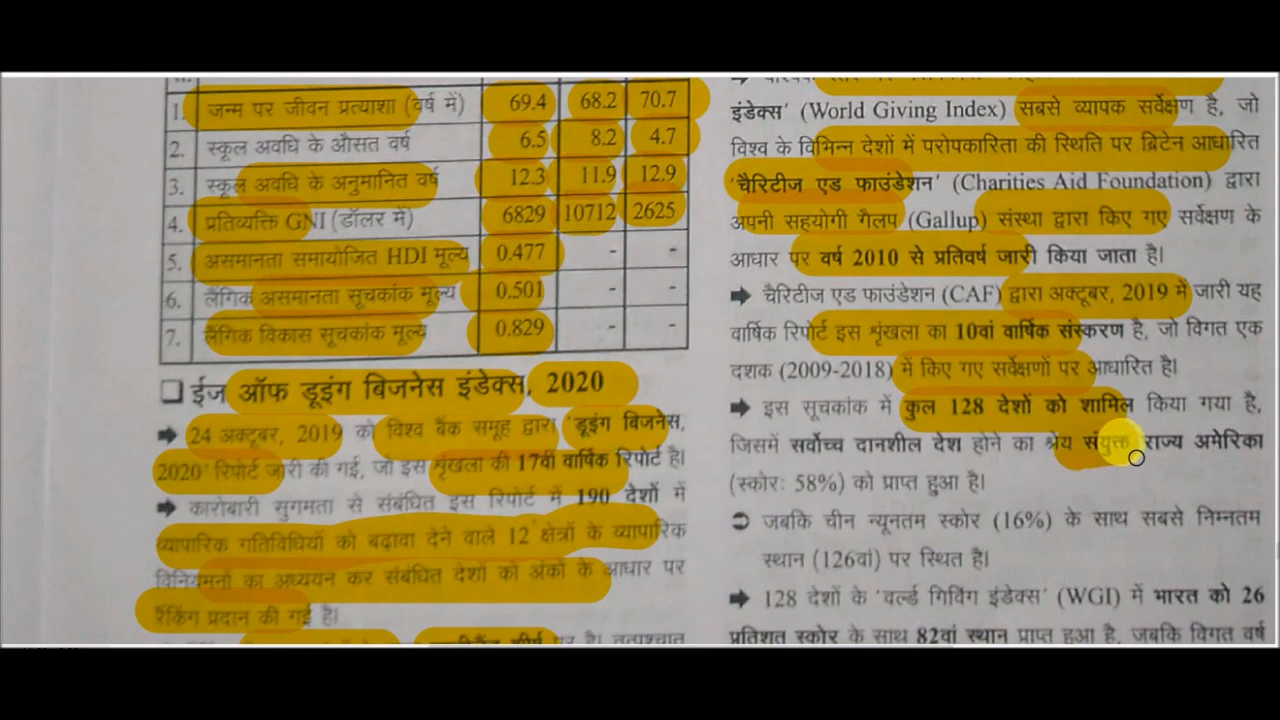 1. जन्म पर जीवन प्रत्याशा (वर्ष में) 69.4 68.2 70.7
2. स्कूल अवधि के औसत वर्ष 6.5 8.2 4.7
3. स्कूल अवधि के अनुमानित वर्ष 12.3 11.9 12.9
4. प्रतिव्यक्ति GNI (डॉलर में) 6829 10712 2625
5. असमानता समायोजित HDI मूल्य 0.477 - -
6. लैंगिक असमानता सूचकांक मूल्य 0.501 - -
7. लैंगिक विकास सूचकांक मूल्य 0.829 - -
❑ ईज ऑफ डूइंग बिजनेस इंडेक्स, 2020
➡ 24 अक्टूबर, 2019 को विश्व बैंक समूह द्वारा 'डूइंग बिजनेस,
2020' रिपोर्ट जारी की गई, जो इस शृंखला की 17वीं वार्षिक रिपोर्ट है।
➡ कारोबारी सुगमता से संबंधित इस रिपोर्ट में 190 देशों में
व्यापारिक गतिविधियों को बढ़ावा देने वाले 12 क्षेत्रों के व्यापारिक
विनियमनों का अध्ययन कर संबंधित देशों को अंकों के आधार पर
रैंकिंग प्रदान की गई है।
पर है। तत्पश्चात
इंडेक्स' (World Giving Index) सबसे व्यापक सर्वेक्षण है, जो
विश्व के विभिन्न देशों में परोपकारिता की स्थिति पर ब्रिटेन आधारित
'चैरिटीज एड फाउंडेशन' (Charities Aid Foundation) द्वारा
अपनी सहयोगी गैलप (Gallup) संस्था द्वारा किए गए सर्वेक्षण के
आधार पर वर्ष 2010 से प्रतिवर्ष जारी किया जाता है।
➡ चैरिटीज एड फाउंडेशन (CAF) द्वारा अक्टूबर, 2019 में जारी यह
वार्षिक रिपोर्ट इस शृंखला का 10वां वार्षिक संस्करण है, जो विगत एक
दशक (2009-2018) में किए गए सर्वेक्षणों पर आधारित है।
➡ इस सूचकांक में कुल 128 देशों को शामिल किया गया है,
जिसमें सर्वोच्च दानशील देश होने का श्रेय संयुक्त राज्य अमेरिका
(स्कोर: 58%) को प्राप्त हुआ है।
➲ जबकि चीन न्यूनतम स्कोर (16%) के साथ सबसे निम्नतम
स्थान (126वां) पर स्थित है।
➡ 128 देशों के 'वर्ल्ड गिविंग इंडेक्स' (WGI) में भारत को 26
प्रतिशत स्कोर के साथ 82वां स्थान प्राप्त हुआ है, जबकि विगत वर्ष